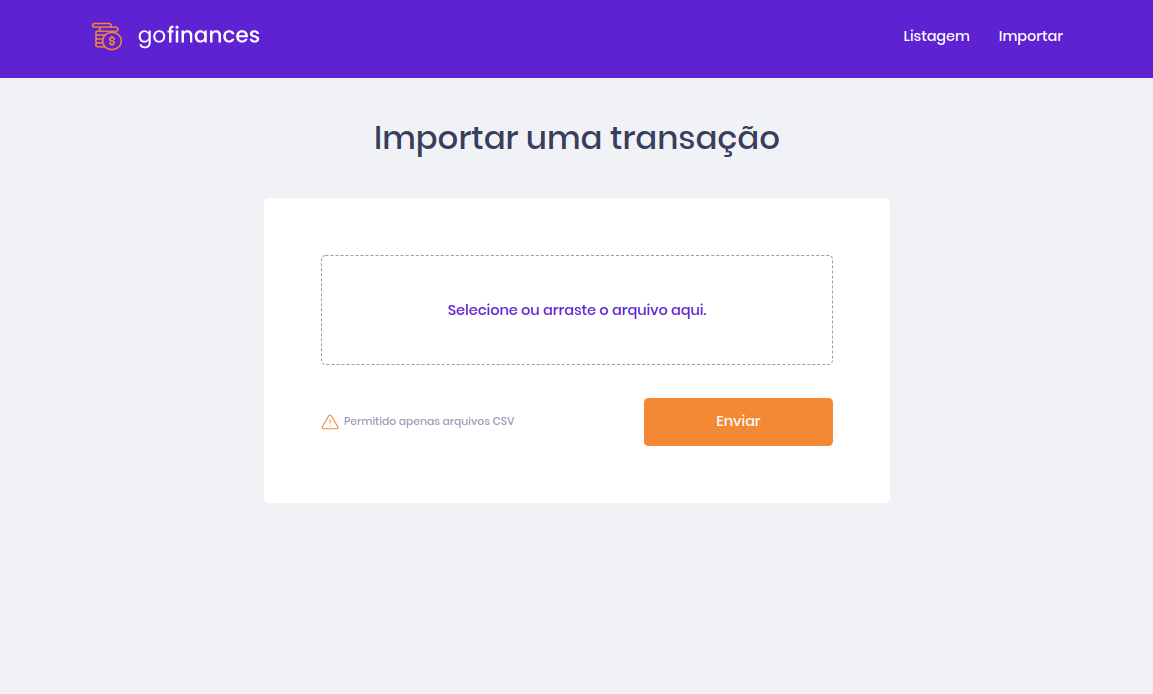 gofinances
Listagem
Importar
Importar uma transação
Selecione ou arraste o arquivo aqui.
Permitido apenas arquivos CSV
Enviar